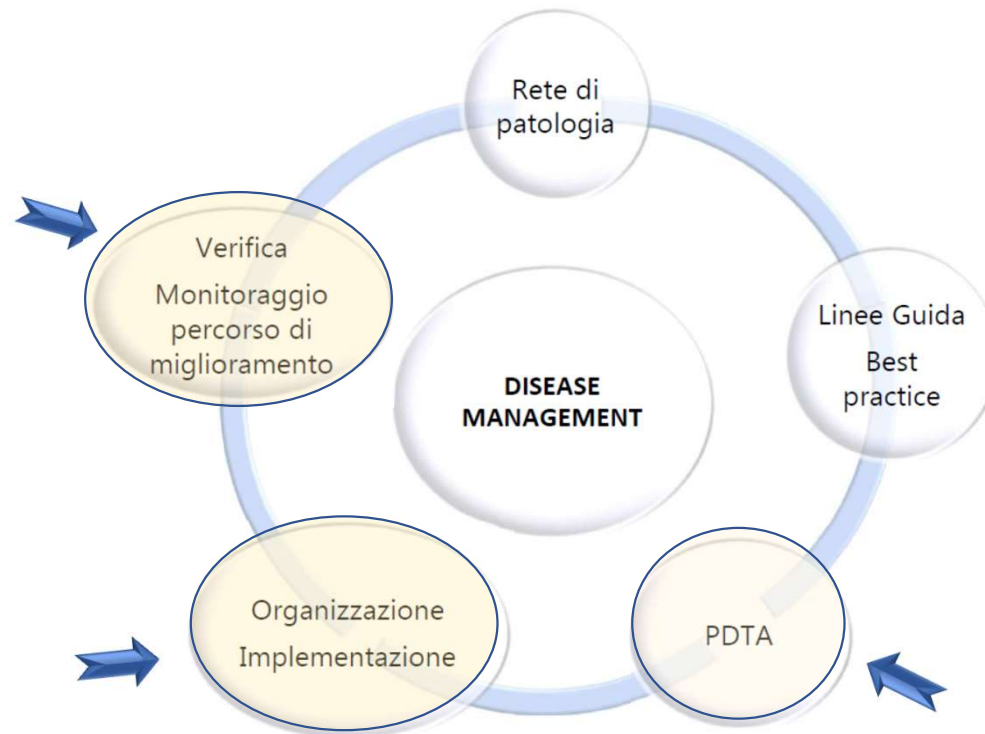 Rete di
patologia
Verifica
Monitoraggio
percorso di
miglioramento
Linee Guida
Best
practice
DISEASE
MANAGEMENT
Organizzazione
Implementazione
PDTA